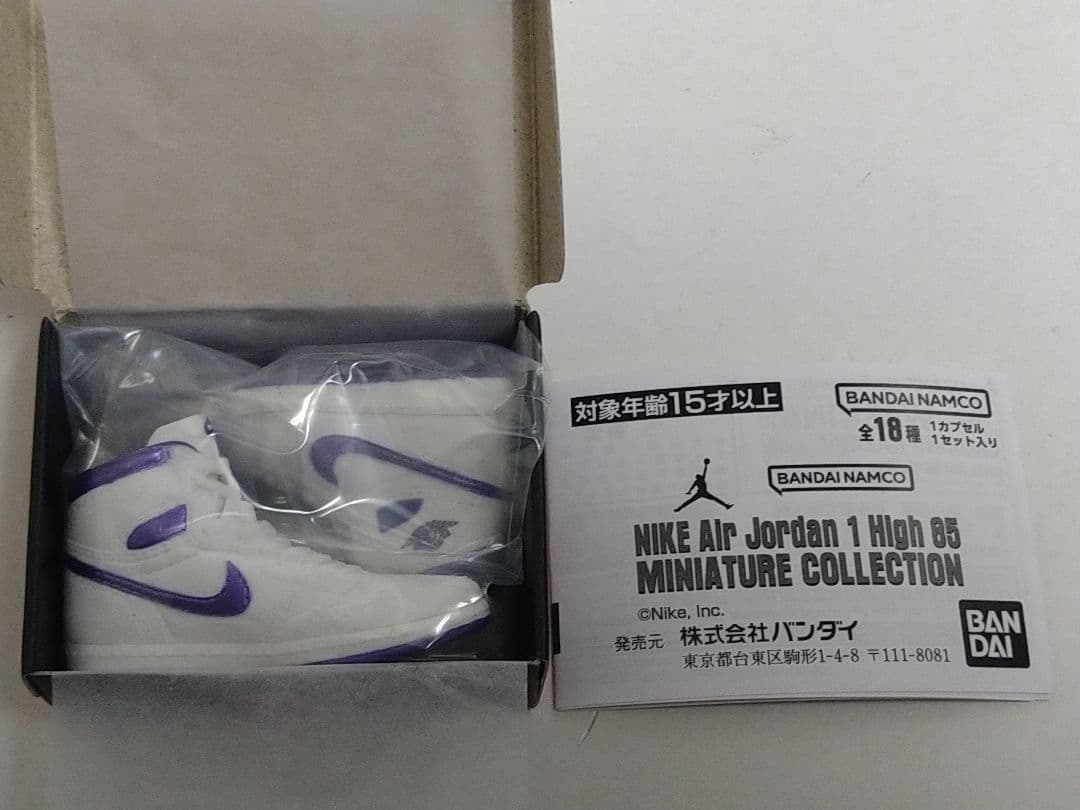 対象年齢15才以上
BANDAI NAMCO
全18種 1カプセル
1セット入り
BANDAI NAMCO
NIKE Air Jordan 1 High 85
MINIATURE COLLECTION
©Nike, Inc.
発売元 株式会社バンダイ
東京都台東区駒形1-4-8 〒111-8081
BAN
DAI